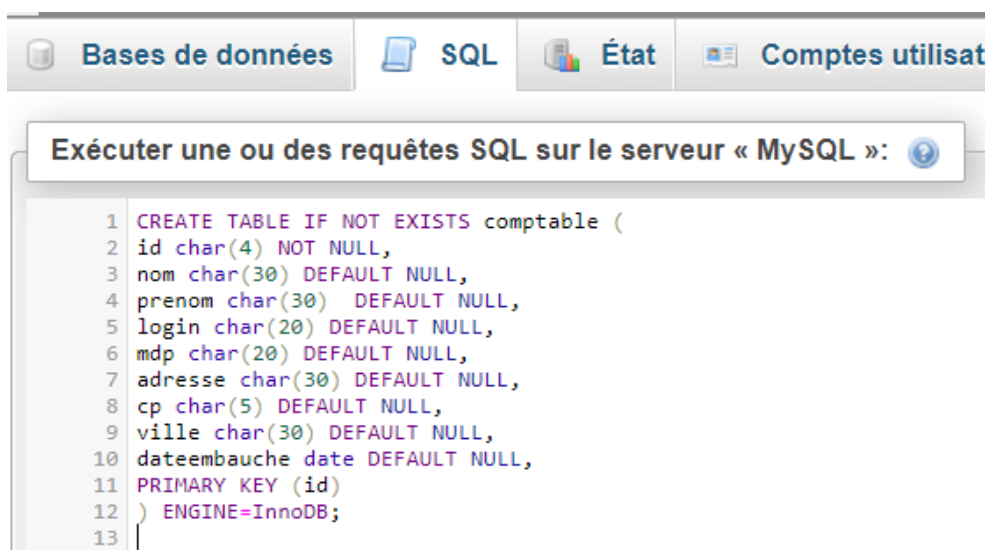 Bases de données SQL État Comptes utilisat
Exécuter une ou des requêtes SQL sur le serveur « MySQL »:
1 CREATE TABLE IF NOT EXISTS comptable (
2 id char(4) NOT NULL,
3 nom char(30) DEFAULT NULL,
4 prenom char(30)  DEFAULT NULL,
5 login char(20) DEFAULT NULL,
6 mdp char(20) DEFAULT NULL,
7 adresse char(30) DEFAULT NULL,
8 cp char(5) DEFAULT NULL,
9 ville char(30) DEFAULT NULL,
10 dateembauche date DEFAULT NULL,
11 PRIMARY KEY (id)
12 ) ENGINE=InnoDB;
13